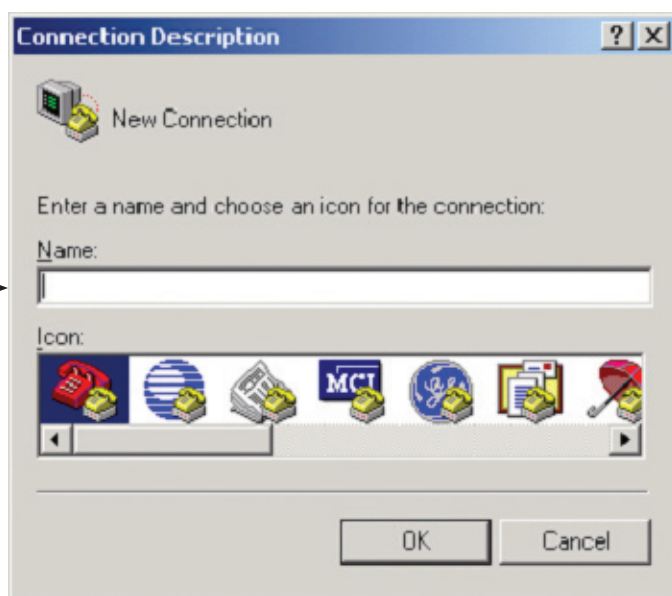 Connection Description
New Connection
Enter a name and choose an icon for the connection:
Name:
Icon:
MCI
OK Cancel